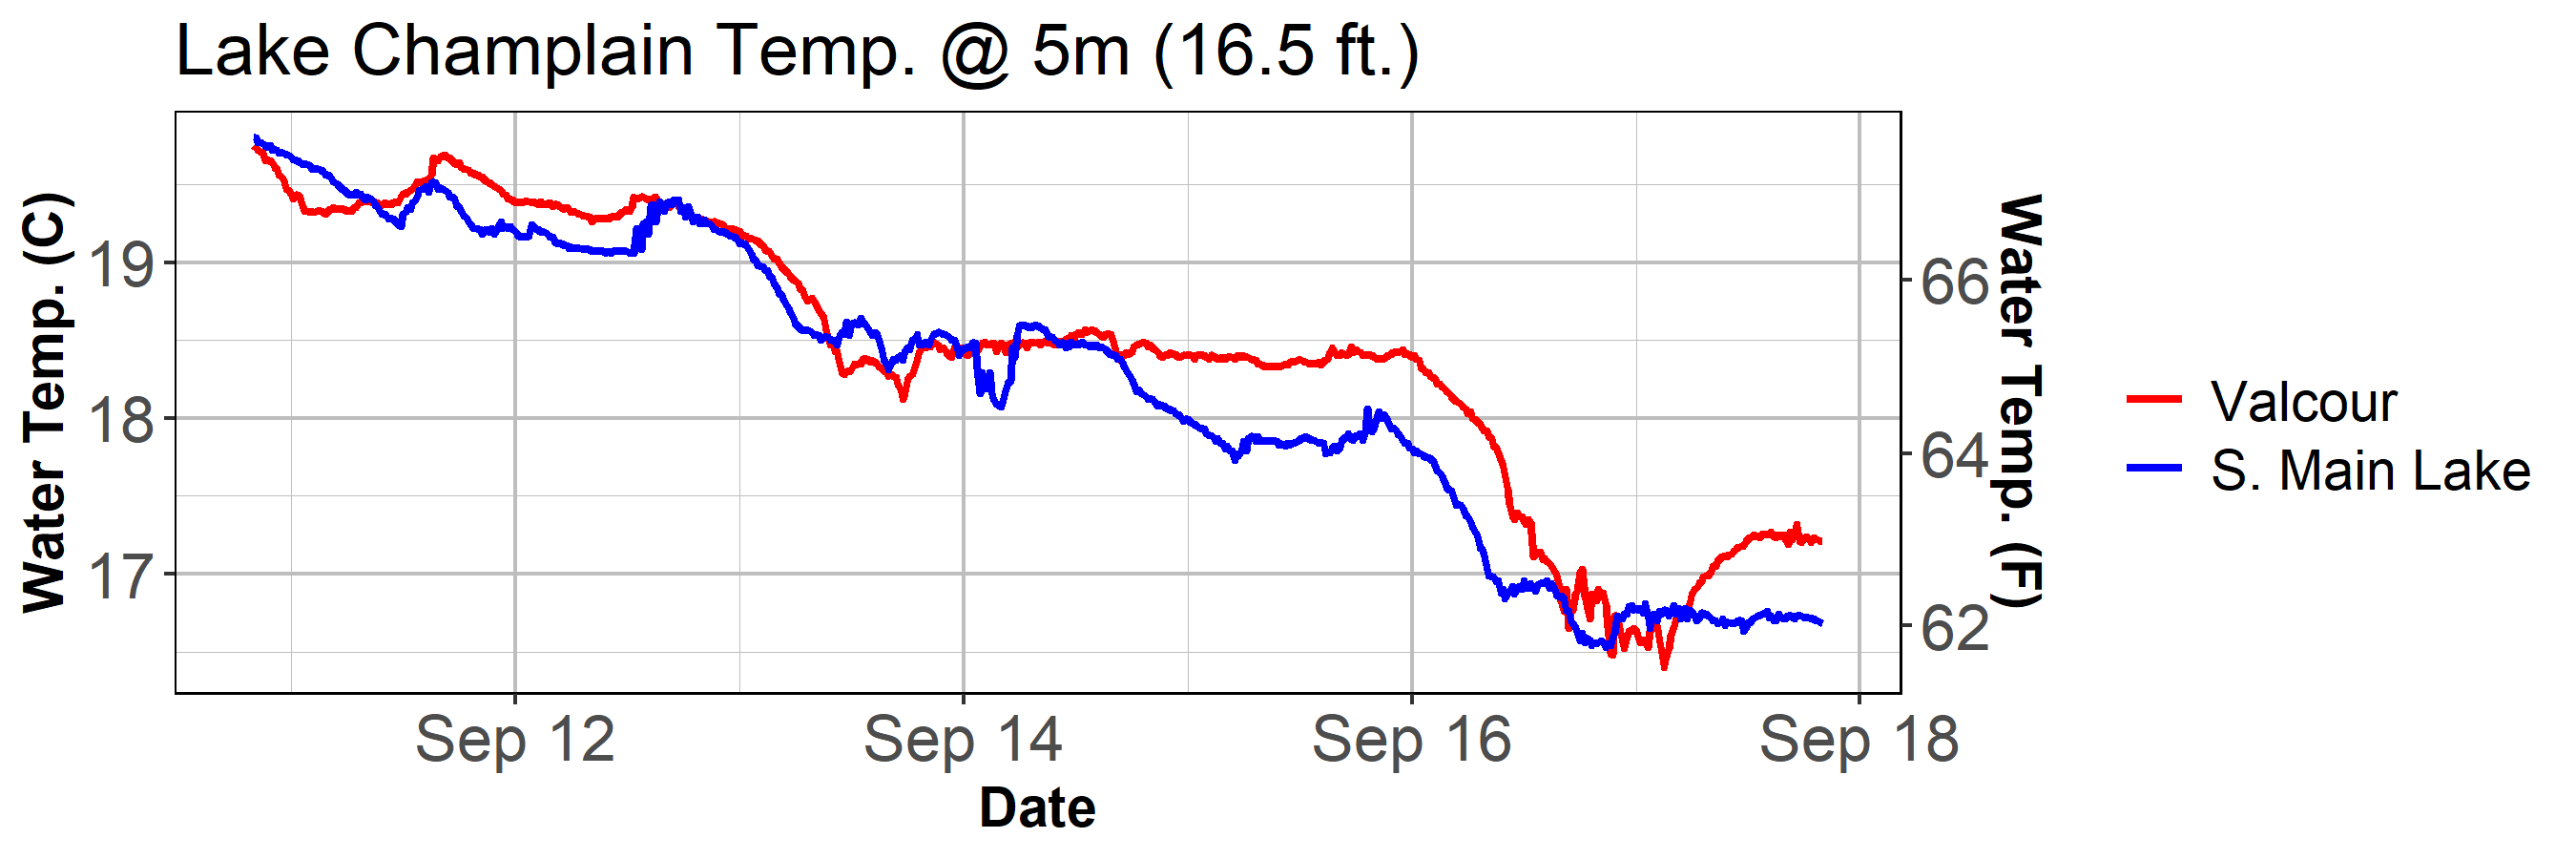 Lake Champlain Temp. @ 5m (16.5 ft.)
Water Temp. (C)
19
18
17
66
64
62
Water Temp. (F)
Valcour
S. Main Lake
Sep 12
Sep 14
Sep 16
Sep 18
Date